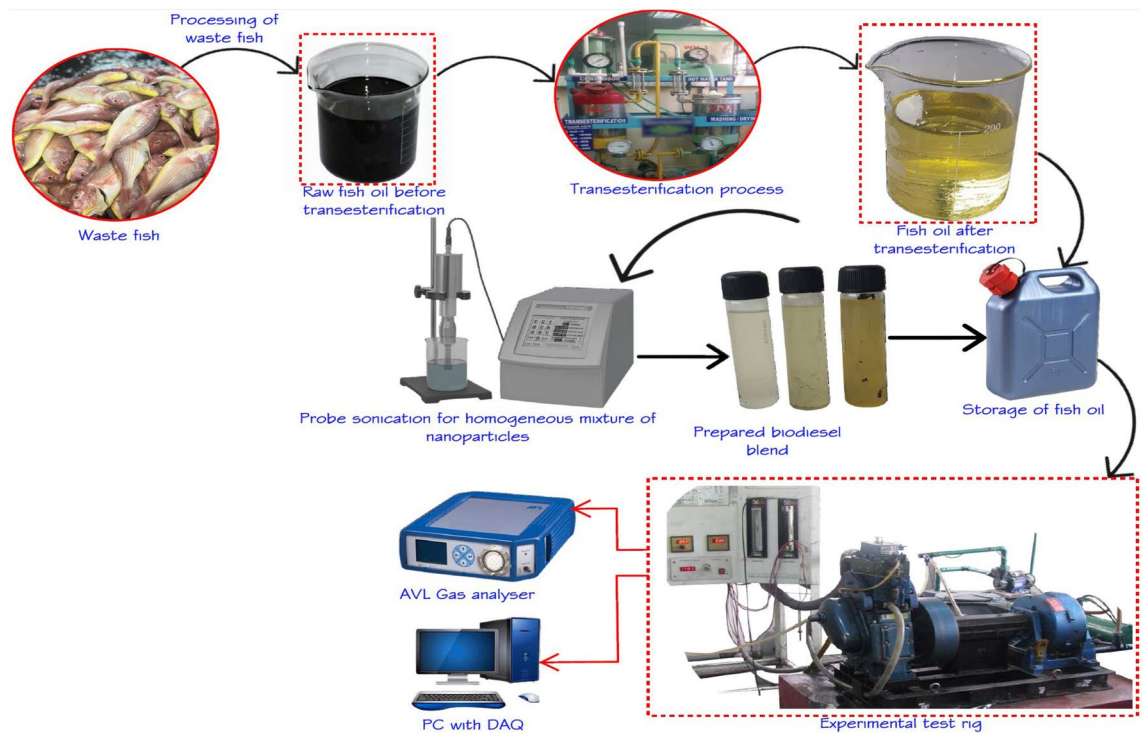 Processing of
waste fish
CONDENSOR
HOT WATER TANK
TRANSESTERIFICATION
WASHING / DRYING
200
Waste fish
Raw fish oil before
transesterification
Transesterification process
Fish oil after
transesterification
Probe sonication for homogeneous mixture of
nanoparticles
Prepared biodiesel
blend
Storage of fish oil
AVL Gas analyser
PC with DAQ
Experimental test rig